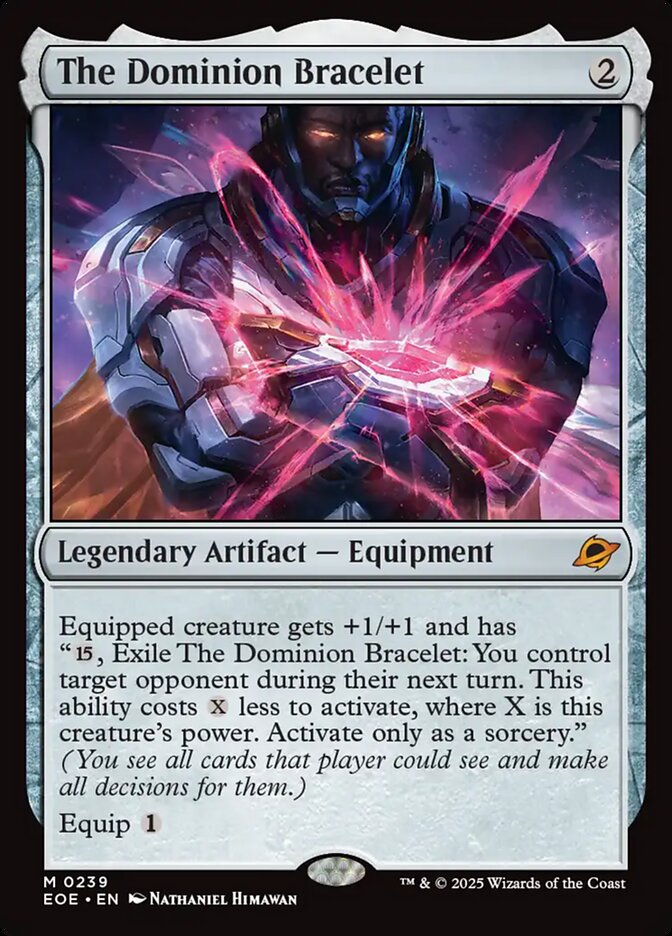 The Dominion Bracelet 2
Legendary Artifact — Equipment
Equipped creature gets +1/+1 and has
“15, Exile The Dominion Bracelet: You control
target opponent during their next turn. This
ability costs X less to activate, where X is this
creature's power. Activate only as a sorcery.”
(You see all cards that player could see and make
all decisions for them.)
Equip 1
M 0239
EOE • EN Nathaniel Himawan
™ & © 2025 Wizards of the Coast